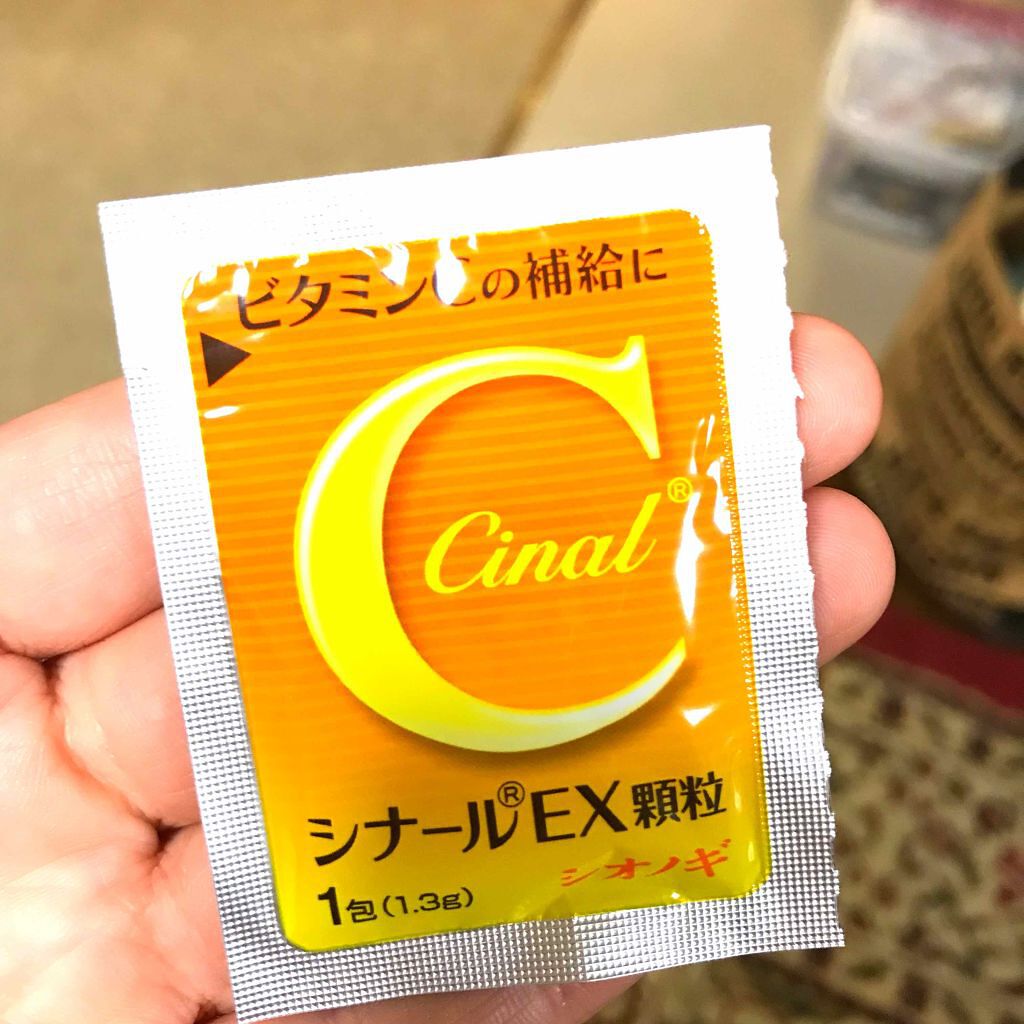 ビタミンCの補給に
C
Cinal®
シナール®EX顆粒
シオノギ
1包(1.3g)